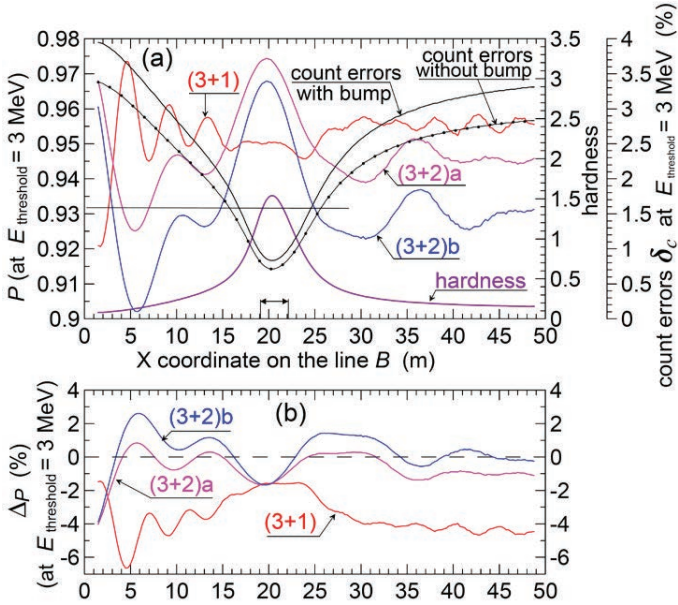 (a)
P (at E threshold = 3 MeV)
0.98
0.97
0.96
0.95
0.94
0.93
0.92
0.91
0.9
(3+1)
count errors
with bump
count errors
without bump
(3+2)a
(3+2)b
hardness
3.5
3
2.5
2
1.5
1
0.5
0
hardness
4
3.5
3
2.5
2
1.5
1
0.5
0
count errors δc at E threshold = 3 MeV (%)
0 5 10 15 20 25 30 35 40 45 50
X coordinate on the line B (m)
(b)
ΔP (%)
(at E threshold = 3 MeV)
4
2
0
-2
-4
-6
(3+2)b
(3+2)a
(3+1)
4
2
0
-2
-4
-6
0 5 10 15 20 25 30 35 40 45 50